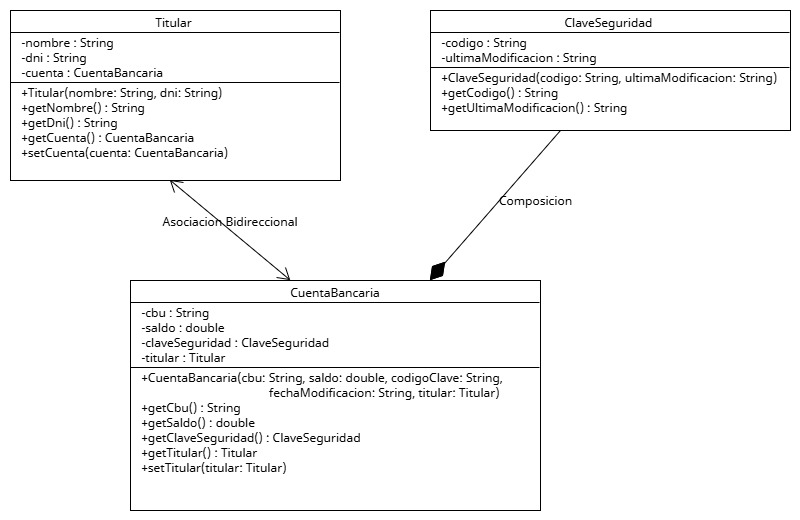 Titular
-nombre : String
-dni : String
-cuenta : CuentaBancaria
+Titular(nombre: String, dni: String)
+getNombre() : String
+getDni() : String
+getCuenta() : CuentaBancaria
+setCuenta(cuenta: CuentaBancaria)
ClaveSeguridad
-codigo : String
-ultimaModificacion : String
+ClaveSeguridad(codigo: String, ultimaModificacion: String)
+getCodigo() : String
+getUltimaModificacion() : String
Asociacion Bidireccional
Composicion
CuentaBancaria
-cbu : String
-saldo : double
-claveSeguridad : ClaveSeguridad
-titular : Titular
+CuentaBancaria(cbu: String, saldo: double, codigoClave: String,
fechaModificacion: String, titular: Titular)
+getCbu() : String
+getSaldo() : double
+getClaveSeguridad() : ClaveSeguridad
+getTitular() : Titular
+setTitular(titular: Titular)